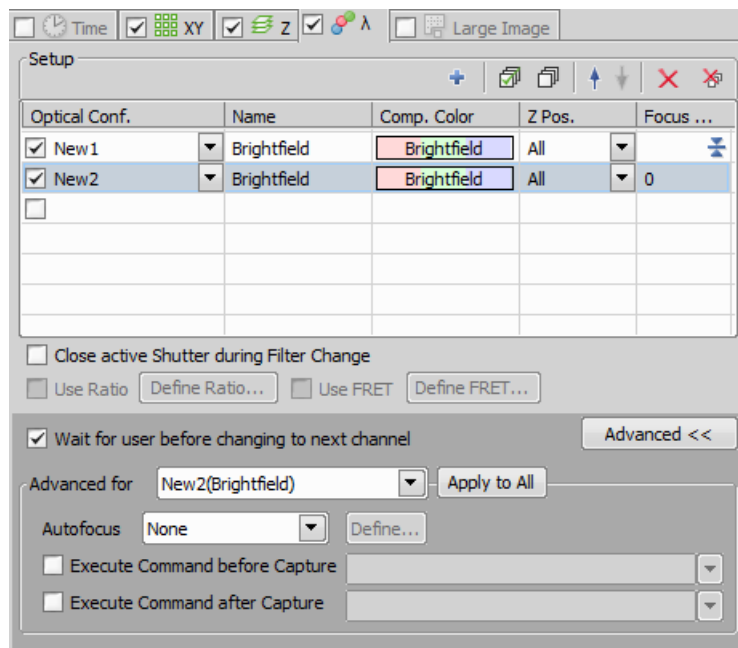 Time XY Z λ Large Image
Setup
Optical Conf. Name Comp. Color Z Pos. Focus ...
New1 Brightfield Brightfield All
New2 Brightfield Brightfield All 0
Close active Shutter during Filter Change
Use Ratio Define Ratio... Use FRET Define FRET...
Wait for user before changing to next channel Advanced <<
Advanced for New2(Brightfield) Apply to All
Autofocus None Define...
Execute Command before Capture
Execute Command after Capture